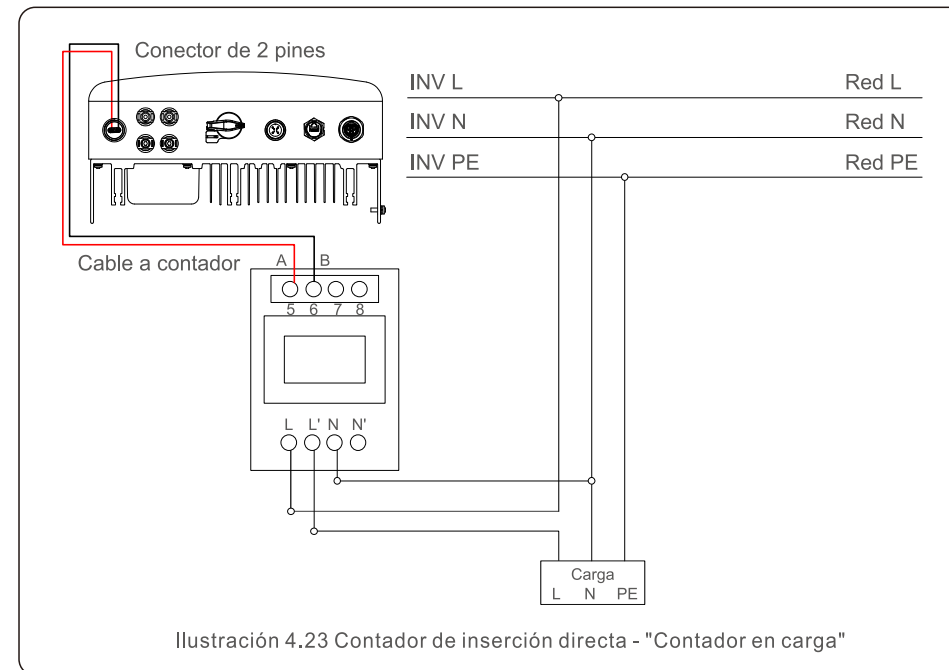 Conector de 2 pines
INV L Red L
INV N Red N
INV PE Red PE
Cable a contador
A B
5 6 7 8
L L' N N'
Carga
L N PE
Ilustración 4.23 Contador de inserción directa - "Contador en carga"